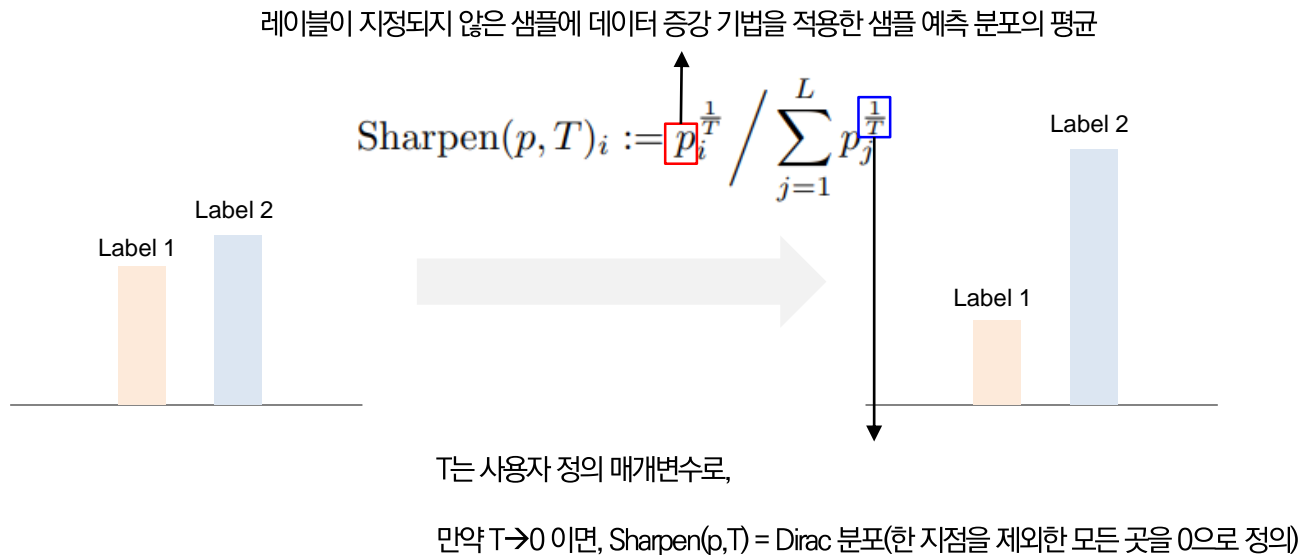 레이블이 지정되지 않은 샘플에 데이터 증강 기법을 적용한 샘플 예측 분포의 평균
Sharpen(p, T)_i := p_i^{1/T} / \sum_{j=1}^{L} p_j^{1/T}
Label 1
Label 2
Label 1
Label 2
T는 사용자 정의 매개변수로,
만약 T→0 이면, Sharpen(p,T) = Dirac 분포(한 지점을 제외한 모든 곳을 0으로 정의)